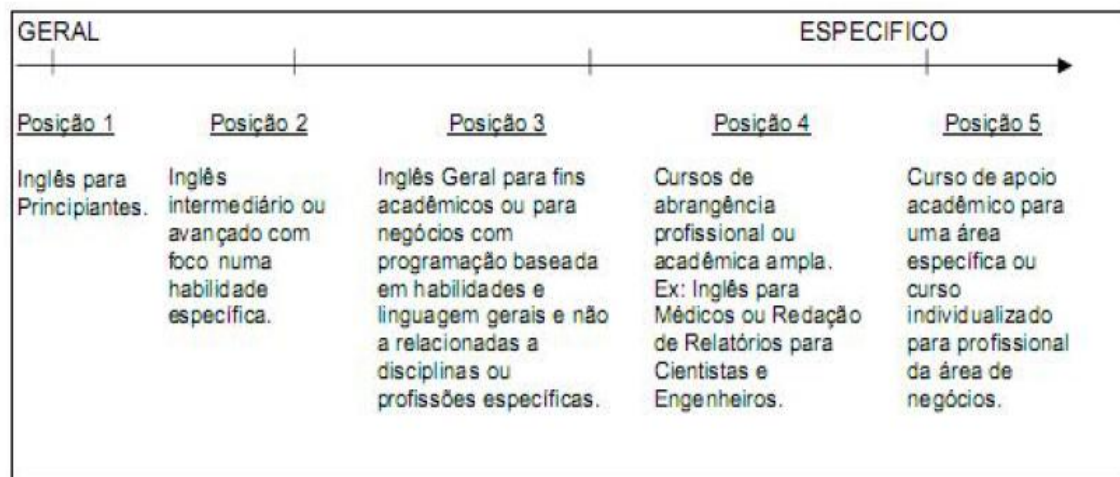 GERAL
ESPECIFICO
Posição 1
Inglês para
Principiantes.
Posição 2
Inglês
intermediário ou
avançado com
foco numa
habilidade
específica.
Posição 3
Inglês Geral para fins
acadêmicos ou para
negócios com
programação baseada
em habilidades e
linguagem gerais e não
a relacionadas a
disciplinas ou
profissões específicas.
Posição 4
Cursos de
abrangência
profissional ou
acadêmica ampla.
Ex: Inglês para
Médicos ou Redação
de Relatórios para
Cientistas e
Engenheiros.
Posição 5
Curso de apoio
acadêmico para
uma área
específica ou
curso
individualizado
para profissional
da área de
negócios.